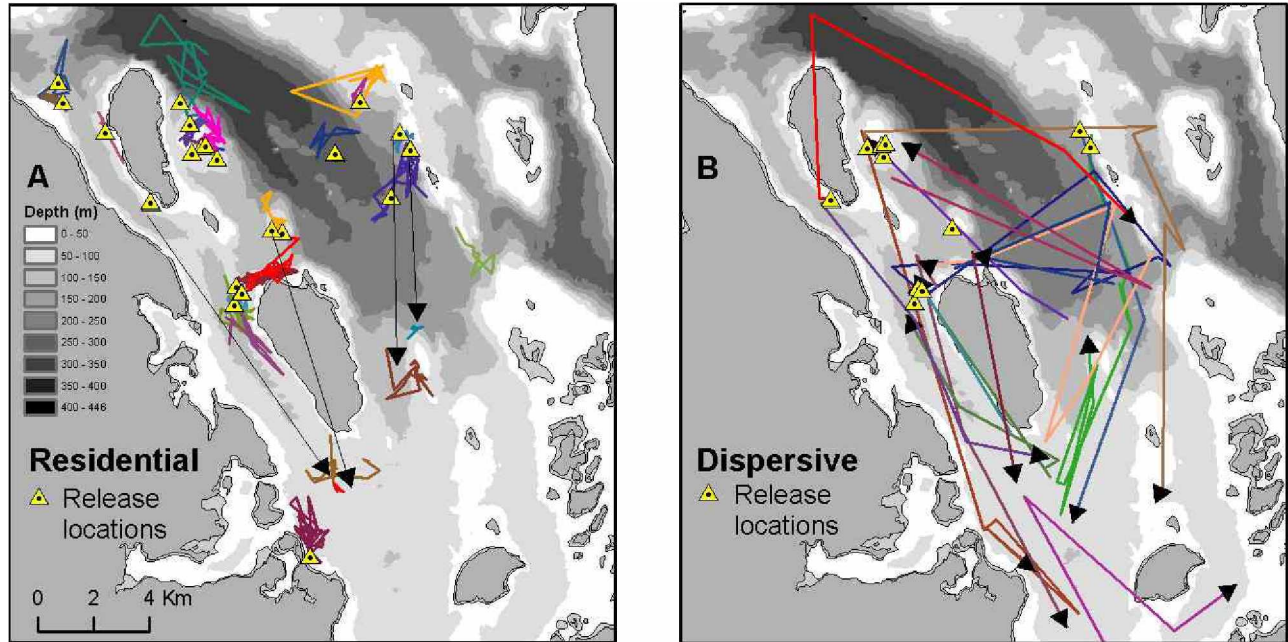 A
Depth (m)
0 - 50
50 - 100
100 - 150
150 - 200
200 - 250
250 - 300
300 - 350
350 - 400
400 - 446
Residential
Release
locations
0 2 4 Km
B
Dispersive
Release
locations